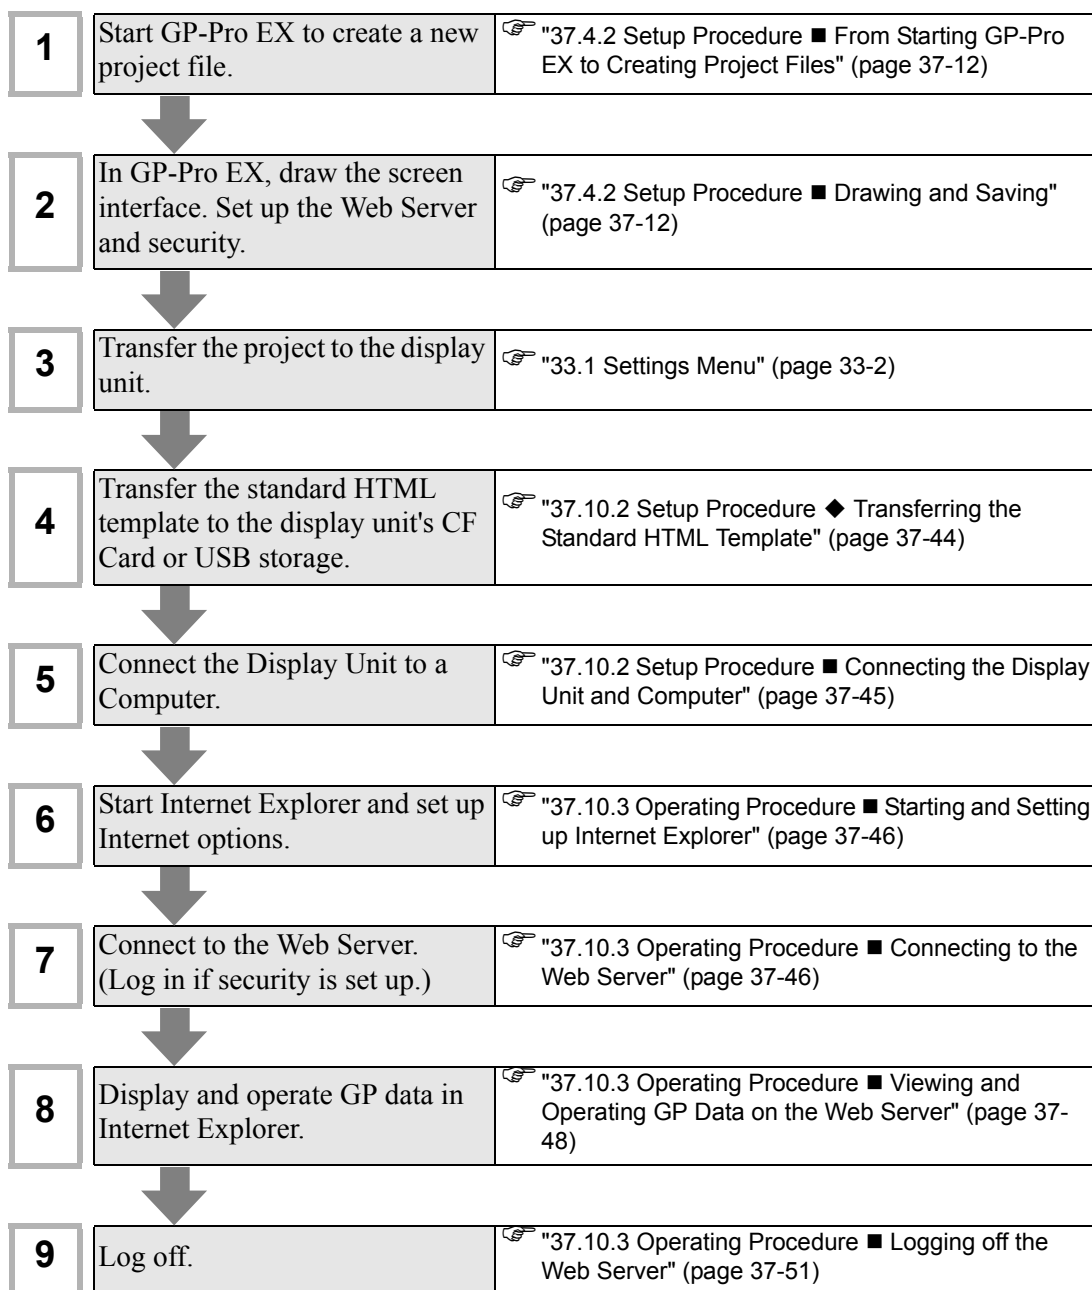 1
Start GP-Pro EX to create a new
project file.
"37.4.2 Setup Procedure ■ From Starting GP-Pro
EX to Creating Project Files" (page 37-12)
2
In GP-Pro EX, draw the screen
interface. Set up the Web Server
and security.
"37.4.2 Setup Procedure ■ Drawing and Saving"
(page 37-12)
3
Transfer the project to the display
unit.
"33.1 Settings Menu" (page 33-2)
4
Transfer the standard HTML
template to the display unit's CF
Card or USB storage.
"37.10.2 Setup Procedure ◆ Transferring the
Standard HTML Template" (page 37-44)
5
Connect the Display Unit to a
Computer.
"37.10.2 Setup Procedure ■ Connecting the Display
Unit and Computer" (page 37-45)
6
Start Internet Explorer and set up
Internet options.
"37.10.3 Operating Procedure ■ Starting and Setting
up Internet Explorer" (page 37-46)
7
Connect to the Web Server.
(Log in if security is set up.)
"37.10.3 Operating Procedure ■ Connecting to the
Web Server" (page 37-46)
8
Display and operate GP data in
Internet Explorer.
"37.10.3 Operating Procedure ■ Viewing and
Operating GP Data on the Web Server" (page 37-
48)
9
Log off.
"37.10.3 Operating Procedure ■ Logging off the
Web Server" (page 37-51)